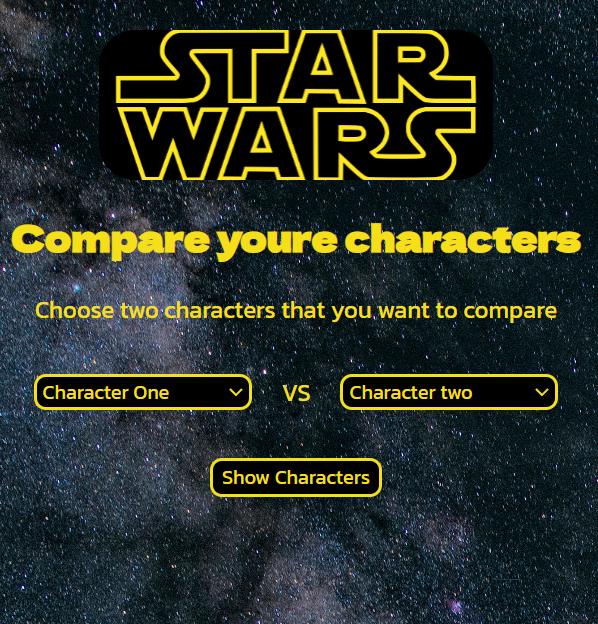 STAR
WARS
Compare youre characters
Choose two characters that you want to compare
Character One VS Character two
Show Characters